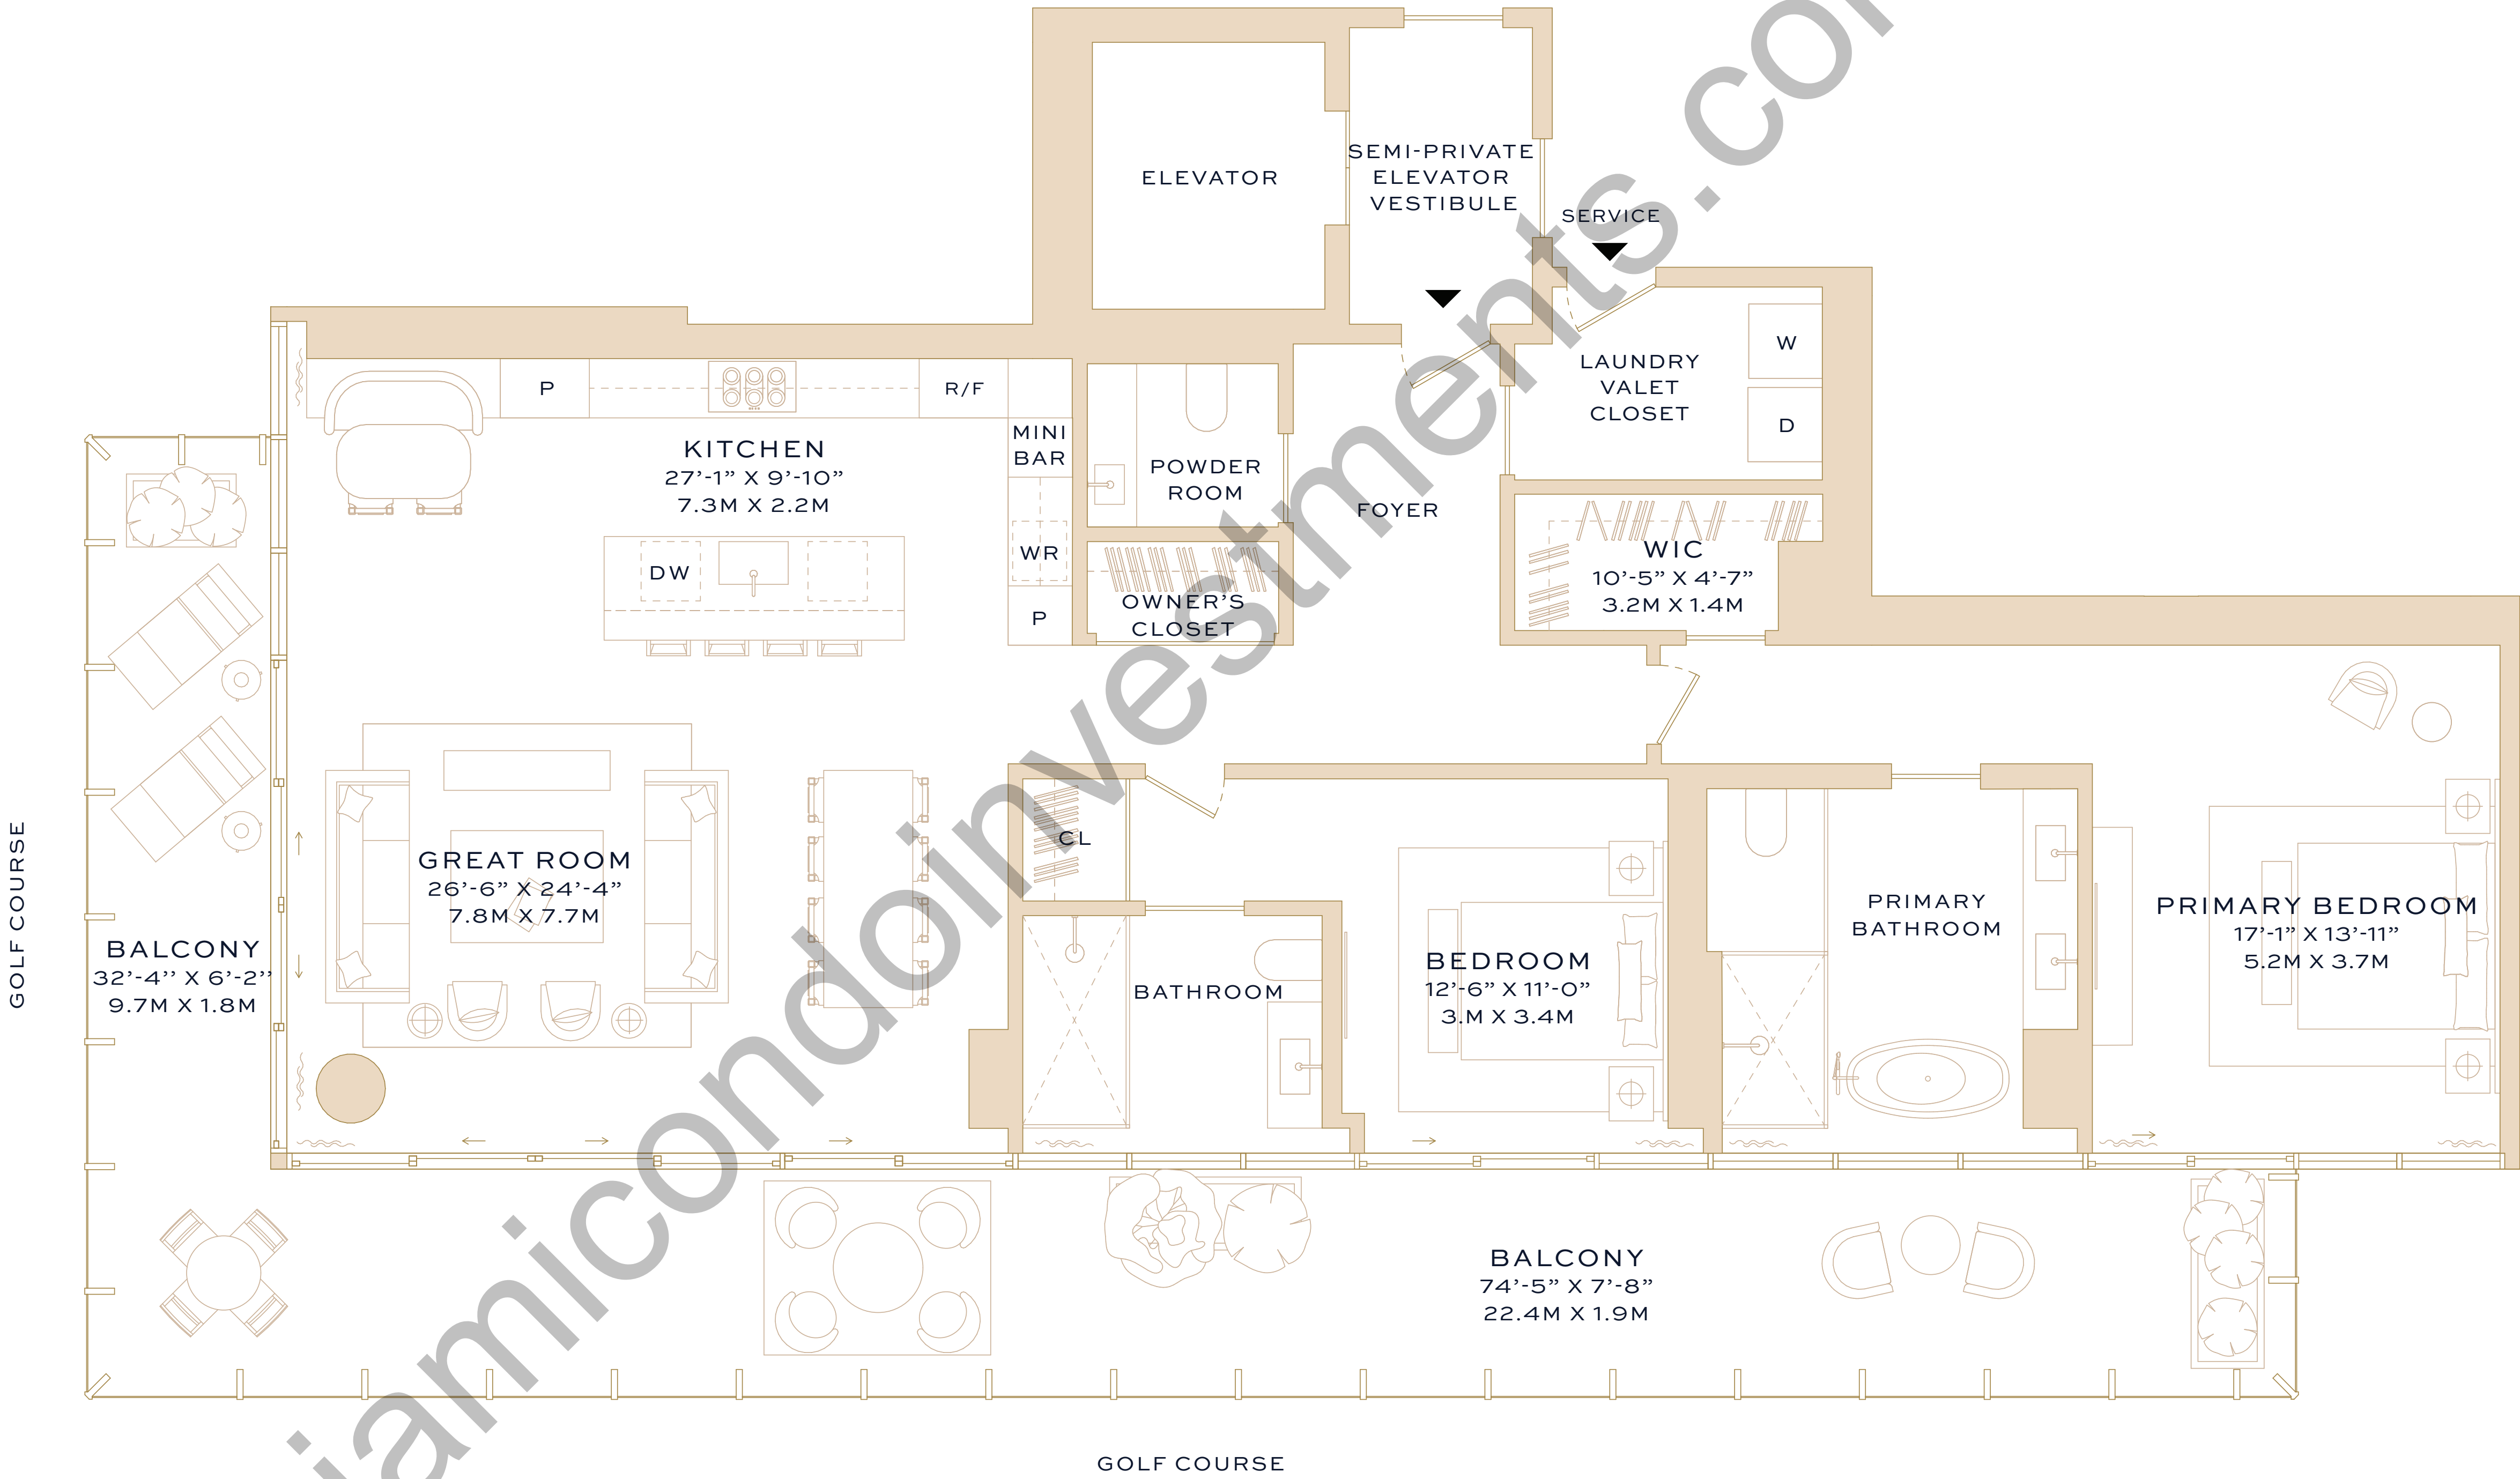 ELEVATOR
SEMI-PRIVATE
ELEVATOR
VESTIBULE
SERVICE
LAUNDRY
VALET
CLOSET
W
D
P
R/F
KITCHEN
27'-1” X 9'-10”
7.3M X 2.2M
MINI
BAR
WR
P
DW
POWDER
ROOM
OWNER'S
CLOSET
FOYER
WIC
10'-5” X 4'-7”
3.2M X 1.4M
GREAT ROOM
26'-6” X 24'-4”
7.8M X 7.7M
GOLF COURSE
BALCONY
32'-4'' X 6'-2''
9.7M X 1.8M
CL
BATHROOM
BEDROOM
12'-6” X 11'-0”
3.M X 3.4M
PRIMARY
BATHROOM
PRIMARY BEDROOM
17'-1” X 13'-11”
5.2M X 3.7M
BALCONY
74'-5” X 7'-8”
22.4M X 1.9M
GOLF COURSE
iamicondoinvestments.co